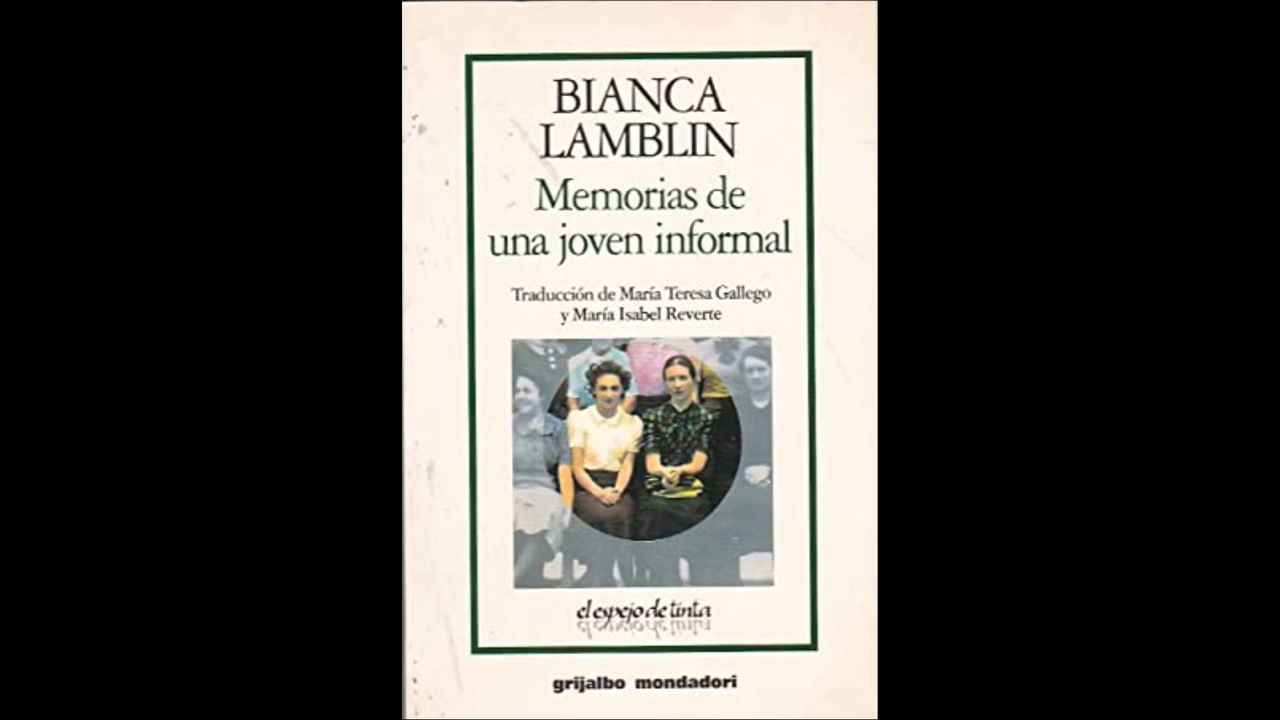 BIANCA
LAMBLIN
Memorias de
una joven informal
Traducción de María Teresa Gallego
y María Isabel Reverte
el espejo de tinta
grijalbo mondadori